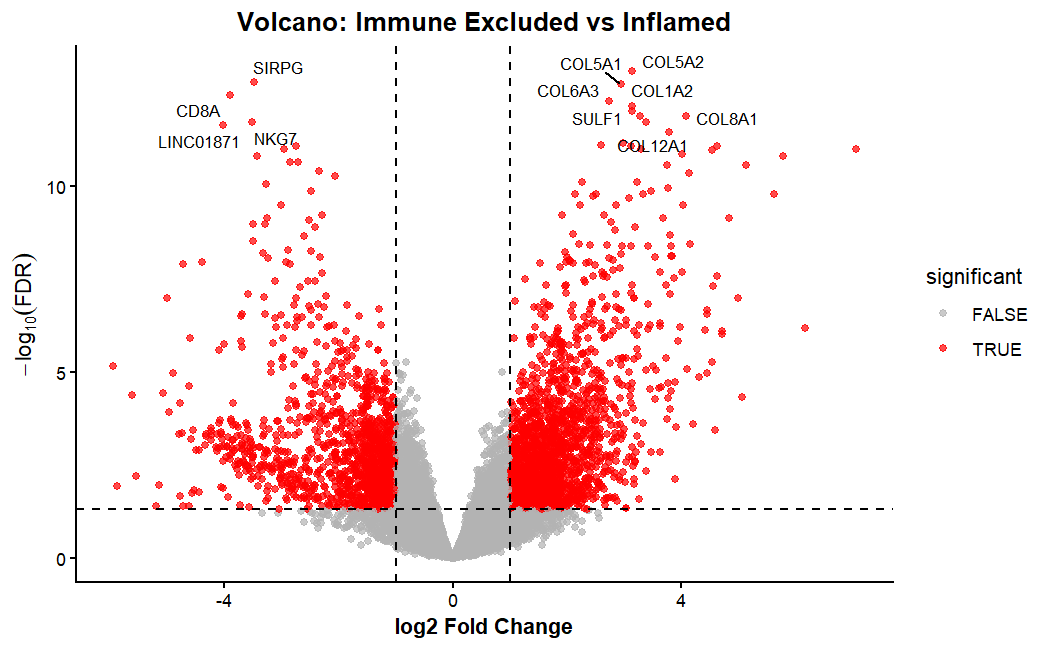 Volcano: Immune Excluded vs Inflamed
SIRPG
COL5A1
COL5A2
COL6A3
COL1A2
CD8A
SULF1
COL8A1
LINC01871
NKG7
COL12A1
10
5
0
−log10(FDR)
-4
0
4
log2 Fold Change
significant
FALSE
TRUE